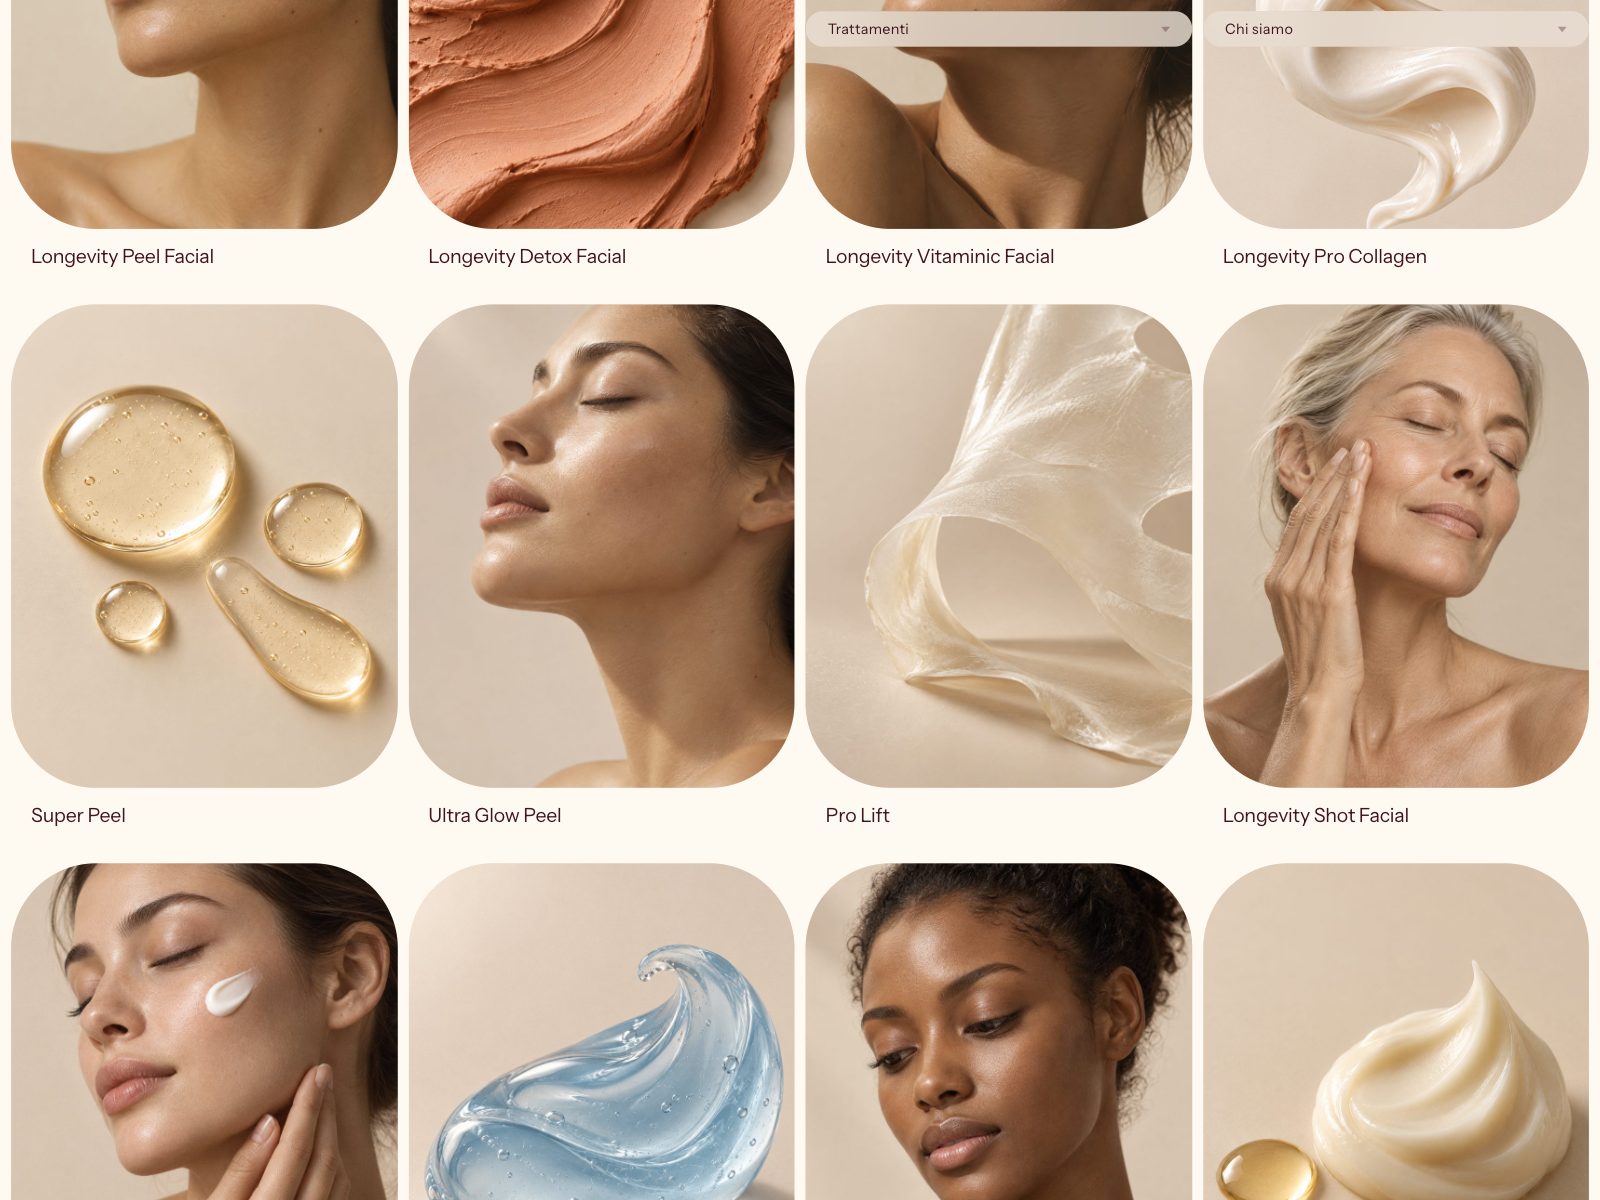 Trattamenti
Chi siamo
Longevity Peel Facial
Longevity Detox Facial
Longevity Vitaminic Facial
Longevity Pro Collagen
Super Peel
Ultra Glow Peel
Pro Lift
Longevity Shot Facial